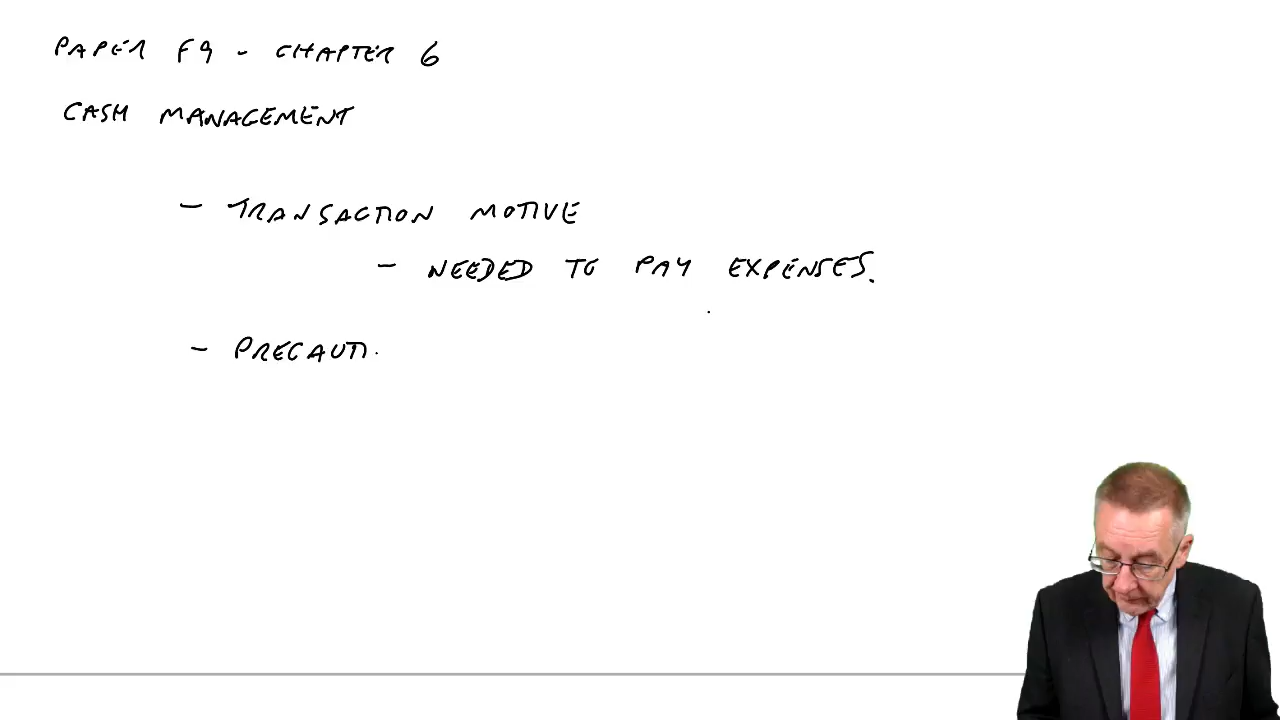 PAPER F9 - CHAPTER 6
CASH MANAGEMENT
- TRANSACTION MOTIVE
- NEEDED TO PAY EXPENSES.
- PRECAUTI